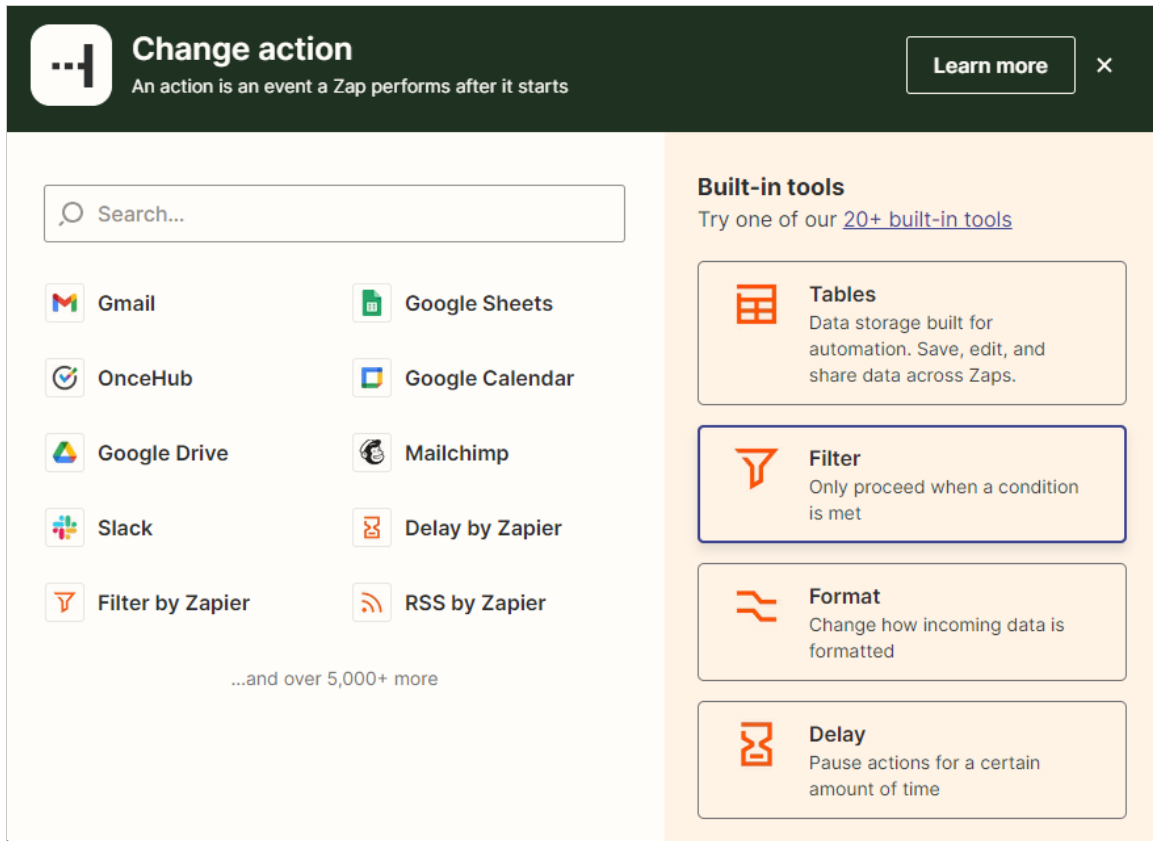 Change action
An action is an event a Zap performs after it starts
Learn more
Search...
Gmail
Google Sheets
OnceHub
Google Calendar
Google Drive
Mailchimp
Slack
Delay by Zapier
Filter by Zapier
RSS by Zapier
...and over 5,000+ more
Built-in tools
Try one of our 20+ built-in tools
Tables
Data storage built for
automation. Save, edit, and
share data across Zaps.
Filter
Only proceed when a condition
is met
Format
Change how incoming data is
formatted
Delay
Pause actions for a certain
amount of time